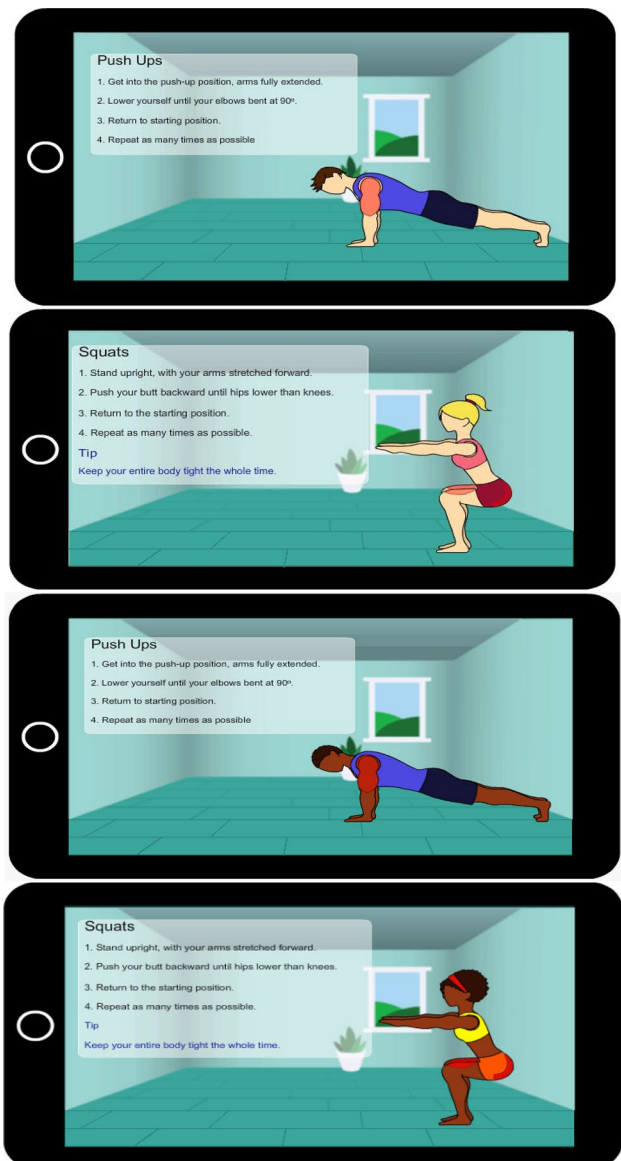 Push Ups
1. Get into the push-up position, arms fully extended.
2. Lower yourself until your elbows bent at 90º.
3. Return to starting position.
4. Repeat as many times as possible
Squats
1. Stand upright, with your arms stretched forward.
2. Push your butt backward until hips lower than knees.
3. Return to the starting position.
4. Repeat as many times as possible.
Tip
Keep your entire body tight the whole time.
Push Ups
1. Get into the push-up position, arms fully extended.
2. Lower yourself until your elbows bent at 90º.
3. Return to starting position.
4. Repeat as many times as possible
Squats
1. Stand upright, with your arms stretched forward.
2. Push your butt backward until hips lower than knees.
3. Return to the starting position.
4. Repeat as many times as possible.
Tip
Keep your entire body tight the whole time.